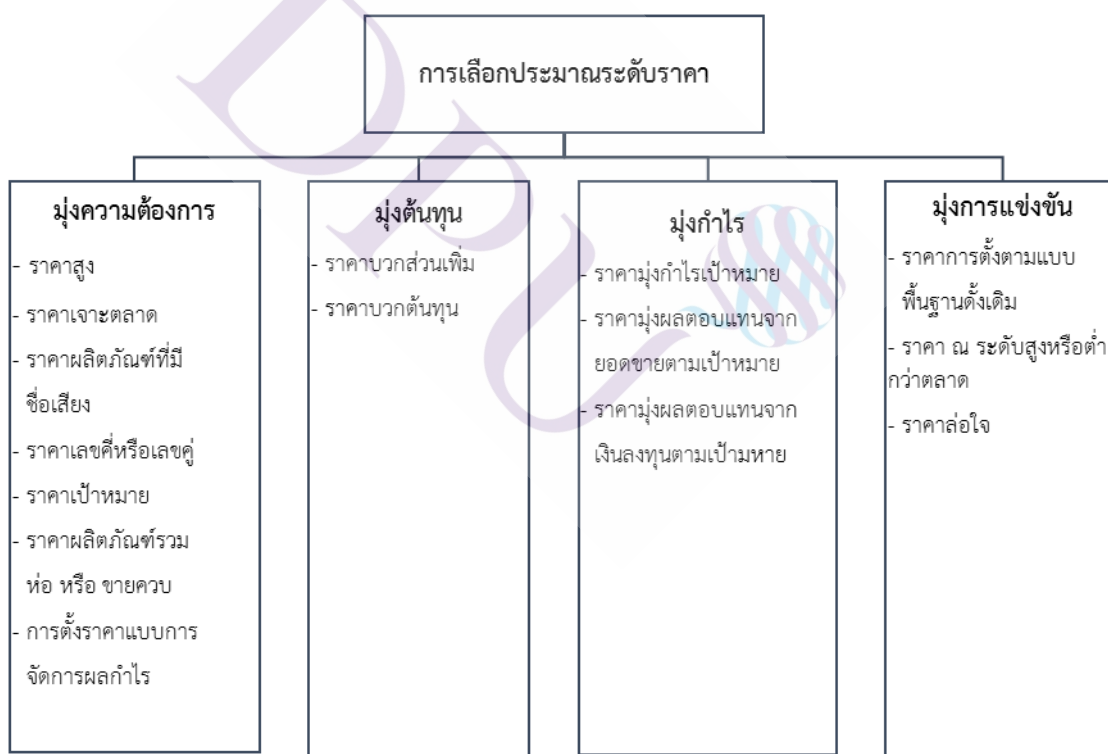 การเลือกประมาณระดับราคา
มุ่งความต้องการ
- ราคาสูง
- ราคาเจาะตลาด
- ราคาผลิตภัณฑ์ที่มี
ชื่อเสียง
- ราคาเลขคี่หรือเลขคู่
- ราคาเป้าหมาย
- ราคาผลิตภัณฑ์รวม
ห่อ หรือ ขายควบ
- การตั้งราคาแบบการ
จัดการผลกำไร
มุ่งต้นทุน
- ราคาบวกส่วนเพิ่ม
- ราคาบวกต้นทุน
มุ่งกำไร
- ราคามุ่งกำไรเป้าหมาย
- ราคามุ่งผลตอบแทนจาก
ยอดขายตามเป้าหมาย
- ราคามุ่งผลตอบแทนจาก
เงินลงทุนตามเป้ามหาย
มุ่งการแข่งขัน
- ราคาการตั้งตามแบบ
พื้นฐานดั้งเดิม
- ราคา ณ ระดับสูงหรือต่ำ
กว่าตลาด
- ราคาล่อใจ
DPU